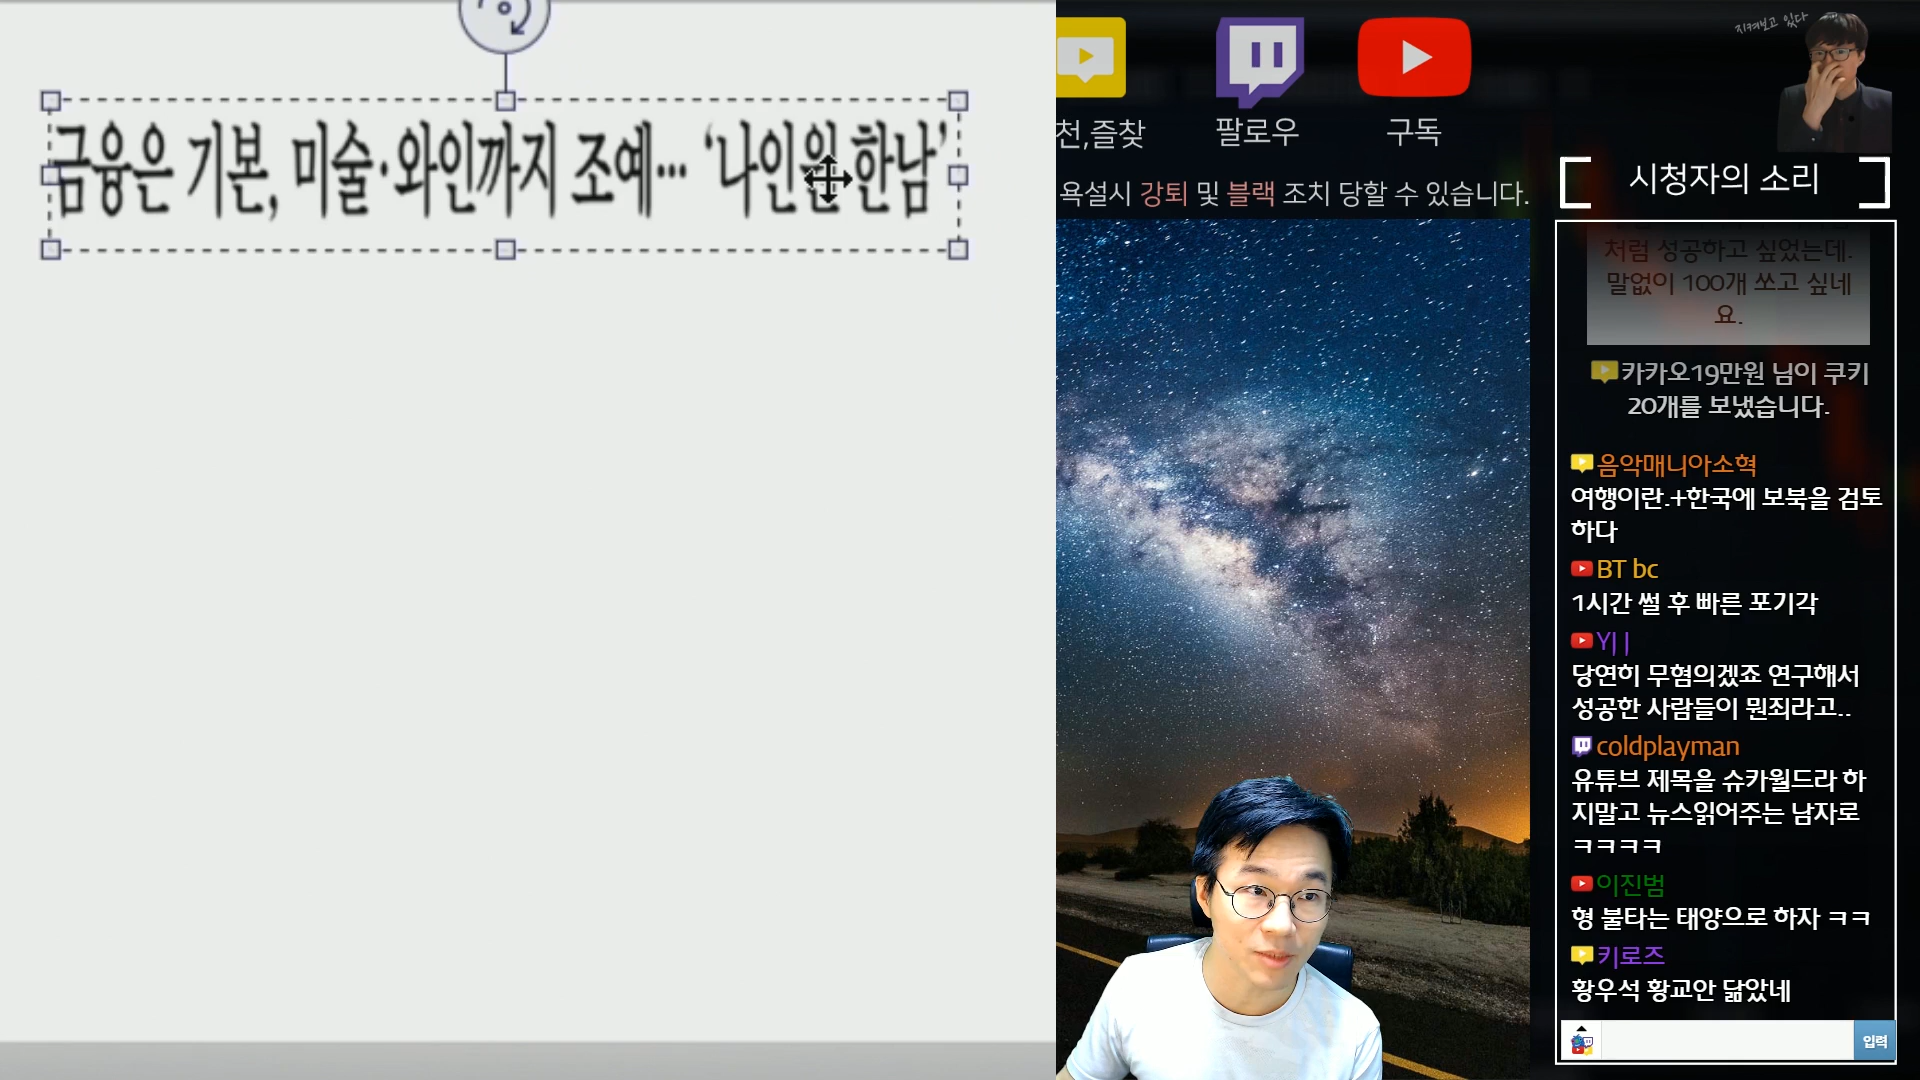 금융은 기본, 미술·와인까지 조예… ‘나인원 한남’
천,즐찾
팔로우
구독
욕설시 강퇴 및 블랙 조치 당할 수 있습니다.
지켜보고 있다
시청자의 소리
처럼 성공하고 싶었는데.
말없이 100개 쏘고 싶네
요.
카카오19만원 님이 쿠키
20개를 보냈습니다.
음악매니아소혁
여행이란.+한국에 보북을 검토
하다
BT bc
1시간 썰 후 빠른 포기각
Y| |
당연히 무혐의겠죠 연구해서
성공한 사람들이 뭔죄라고..
coldplayman
유튜브 제목을 슈카월드라 하
지말고 뉴스읽어주는 남자로
ㅋㅋㅋㅋ
이진범
형 불타는 태양으로 하자 ㅋㅋ
키로즈
황우석 황교안 닮았네
입력